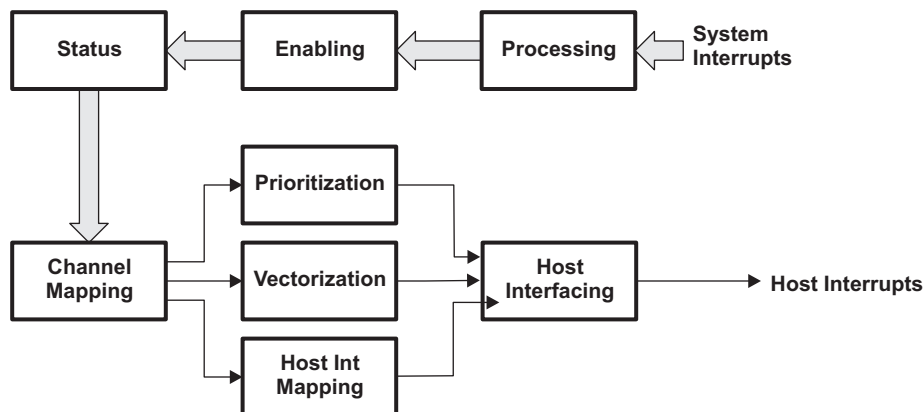 Status
Enabling
Processing
System
Interrupts
Prioritization
Channel
Mapping
Vectorization
Host
Interfacing
Host Interrupts
Host Int
Mapping